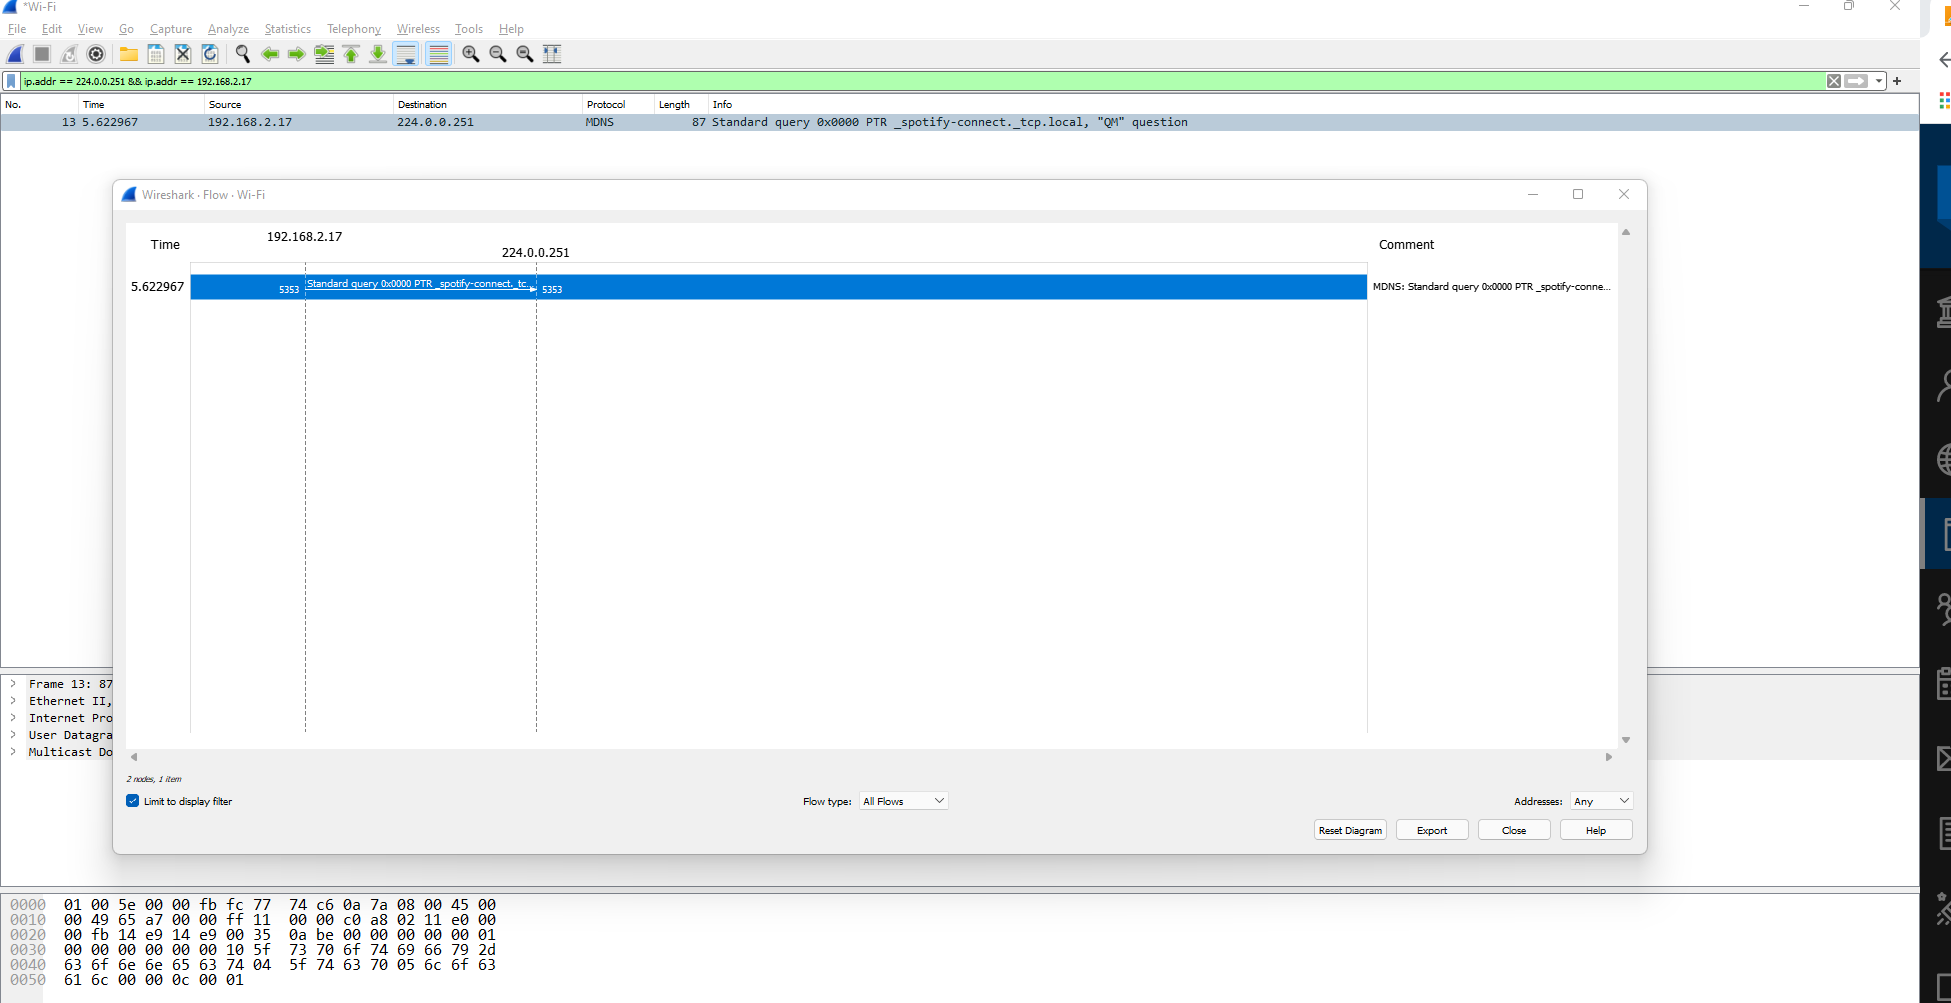 *Wi-Fi
File Edit View Go Capture Analyze Statistics Telephony Wireless Tools Help
ip.addr == 224.0.0.251 && ip.addr == 192.168.2.17
No. Time Source Destination Protocol Length Info
13 5.622967 192.168.2.17 224.0.0.251 MDNS 87 Standard query 0x0000 PTR _spotify-connect._tcp.local, "QM" question
Wireshark · Flow · Wi-Fi
192.168.2.17
Time Comment
224.0.0.251
5.622967 5353 Standard query 0x0000 PTR _spotify-connect._tc... 5353 MDNS: Standard query 0x0000 PTR _spotify-conne...
2 nodes, 1 item
Limit to display filter Flow type: All Flows Addresses: Any
Reset Diagram Export Close Help
Frame 13: 87
Ethernet II,
Internet Pro
User Datagra
Multicast Do
0000 01 00 5e 00 00 fb fc 77 74 c6 0a 7a 08 00 45 00
0010 00 49 65 a7 00 00 ff 11 00 00 c0 a8 02 11 e0 00
0020 00 fb 14 e9 14 e9 00 35 0a be 00 00 00 00 00 01
0030 00 00 00 00 00 00 10 5f 73 70 6f 74 69 66 79 2d
0040 63 6f 6e 6e 65 63 74 04 5f 74 63 70 05 6c 6f 63
0050 61 6c 00 00 0c 00 01